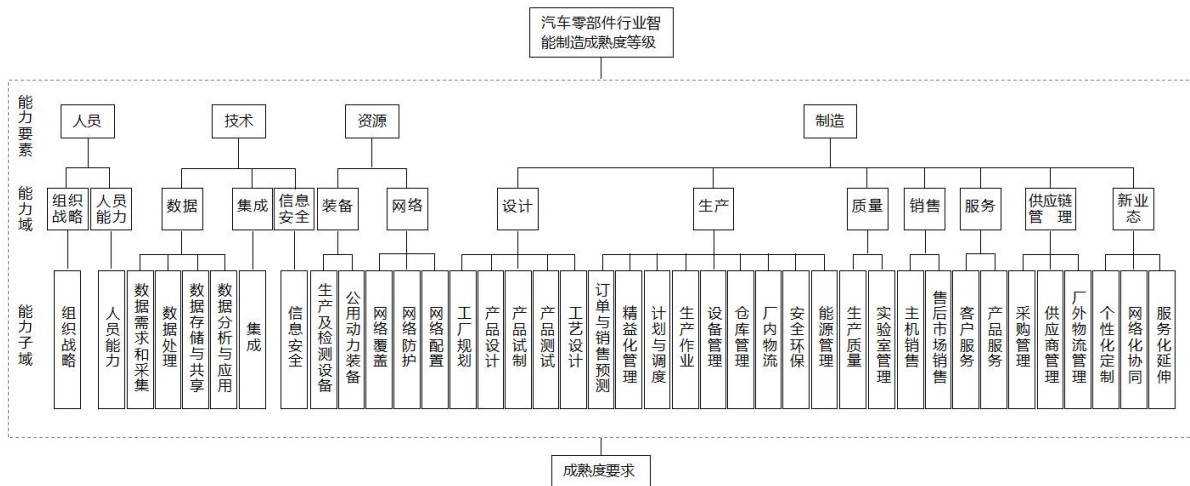 汽车零部件行业智
能制造成熟度等级
能力要素
人员
技术
资源
制造
能力域
组织
战略
人员
能力
数据
集成
信息
安全
装备
网络
设计
生产
质量
销售
服务
供应链
管 理
新业
态
能力子域
组织战略
人员能力
数据需求和采集
数据处理
数据存储与共享
数据分析与应用
集成
信息安全
生产及检测设备
公用动力装备
网络覆盖
网络防护
网络配置
工厂规划
产品设计
产品试制
产品测试
工艺设计
订单与销售预测
精益化管理
计划与调度
生产作业
设备管理
仓库管理
厂内物流
安全环保
能源管理
生产质量
实验室管理
主机销售
售后市场销售
客户服务
产品服务
采购管理
供应商管理
厂外物流管理
个性化定制
网络化协同
服务化延伸
成熟度要求